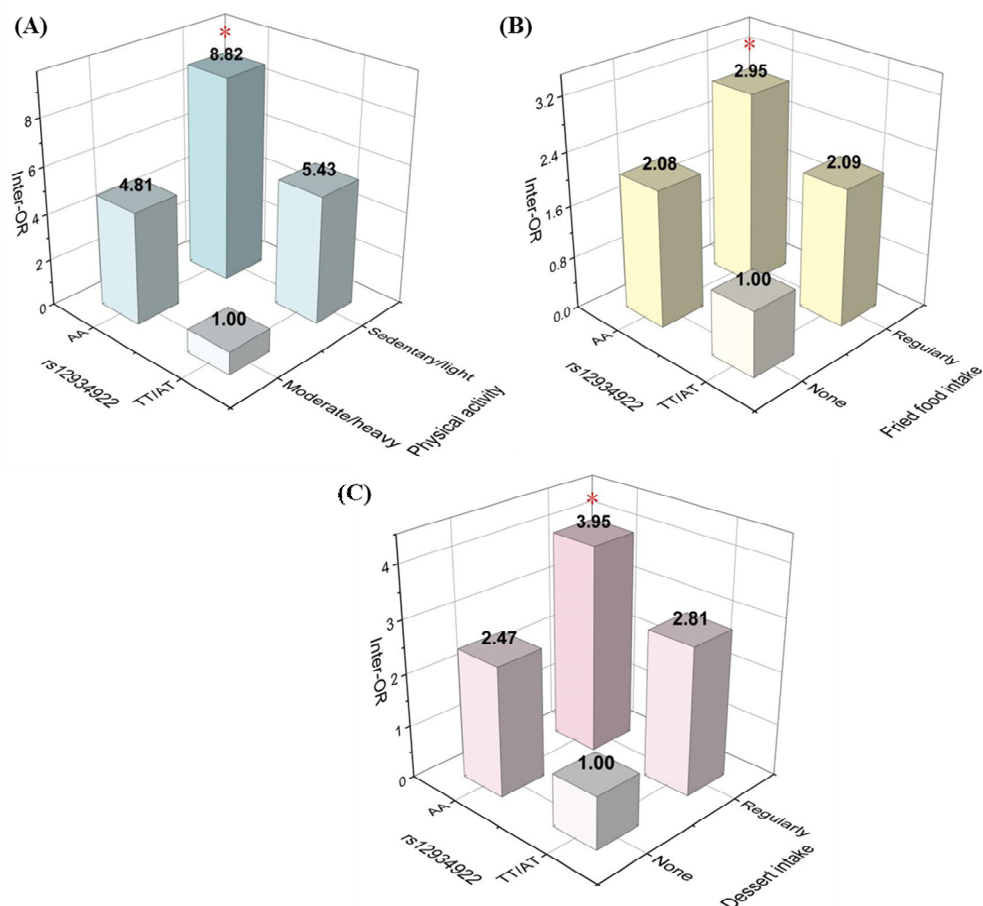 (A)
*
8.82
4.81
5.43
1.00
8
6
4
2
0
Inter-OR
AA
TT/AT
rs12934922
Sedentary/light
Moderate/heavy
Physical activity
(B)
*
2.95
2.08
2.09
1.00
3.2
2.4
1.6
0.8
0.0
Inter-OR
AA
TT/AT
rs12934922
Regularly
None
Fried food intake
(C)
*
3.95
2.47
2.81
1.00
4
3
2
1
0
Inter-OR
AA
TT/AT
rs12934922
Regularly
None
Dessert intake